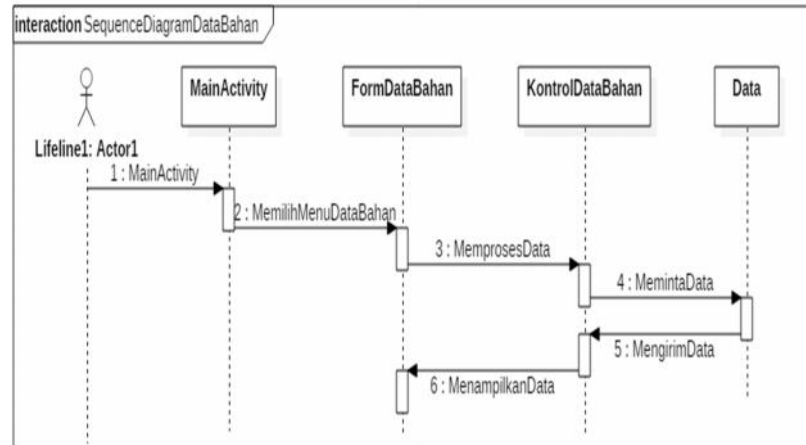 interaction SequenceDiagramDataBahan
MainActivity
FormDataBahan
KontrolDataBahan
Data
Lifeline1: Actor1
1 : MainActivity
2 : MemilihMenuDataBahan
3 : MemprosesData
4 : MemintaData
5 : MengirimData
6 : MenampilkanData